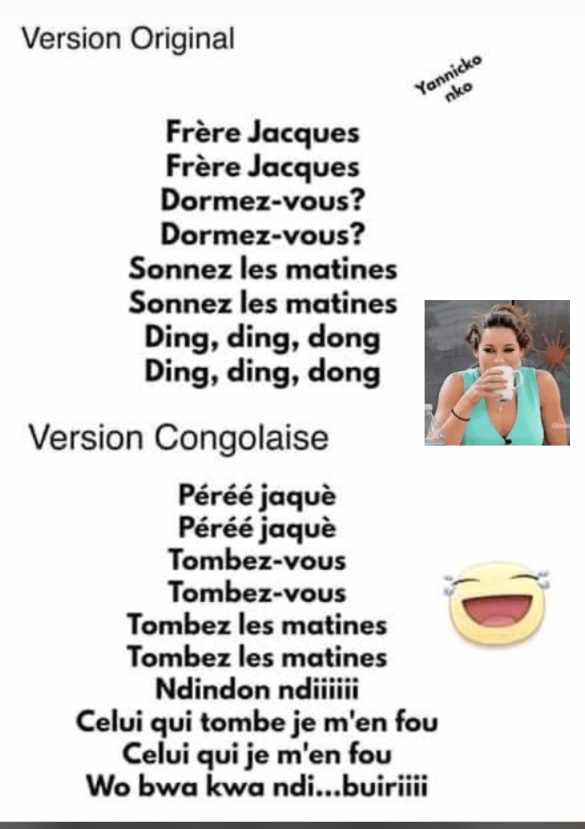 Version Original
Yannicko
nko
Frère Jacques
Frère Jacques
Dormez-vous?
Dormez-vous?
Sonnez les matines
Sonnez les matines
Ding, ding, dong
Ding, ding, dong
Version Congolaise
Péréé jaquè
Péréé jaquè
Tombez-vous
Tombez-vous
Tombez les matines
Tombez les matines
Ndindon ndiiiiii
Celui qui tombe je m'en fou
Celui qui je m'en fou
Wo bwa kwa ndi...buiriiii